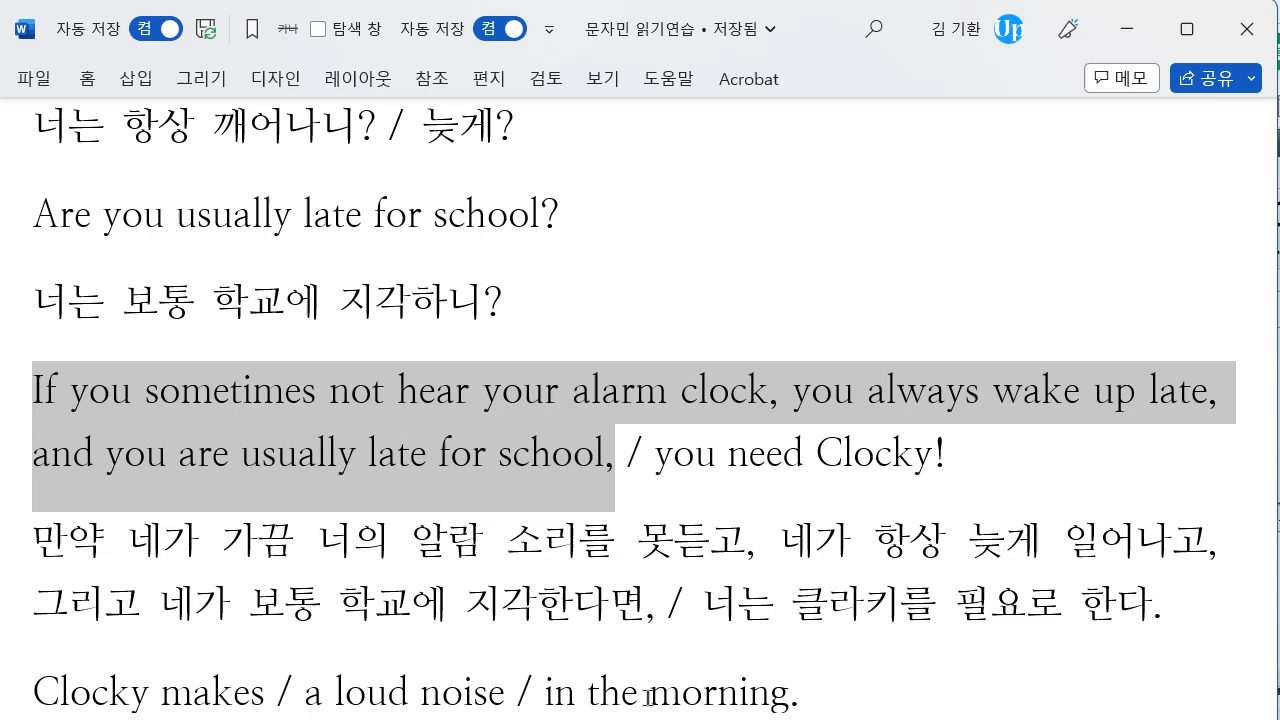 자동 저장 켬 가나 탐색 창 자동 저장 켬 문자민 읽기연습 • 저장됨 김 기환 Up
파일 홈 삽입 그리기 디자인 레이아웃 참조 편지 검토 보기 도움말 Acrobat 메모 공유
너는 항상 깨어나니? / 늦게?
Are you usually late for school?
너는 보통 학교에 지각하니?
If you sometimes not hear your alarm clock, you always wake up late,
and you are usually late for school, / you need Clocky!
만약 네가 가끔 너의 알람 소리를 못듣고, 네가 항상 늦게 일어나고,
그리고 네가 보통 학교에 지각한다면, / 너는 클라키를 필요로 한다.
Clocky makes / a loud noise / in the morning.